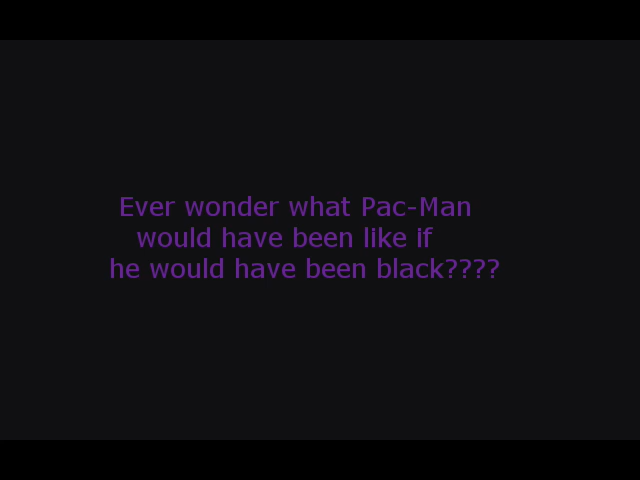 Ever wonder what Pac-Man
would have been like if
he would have been black????